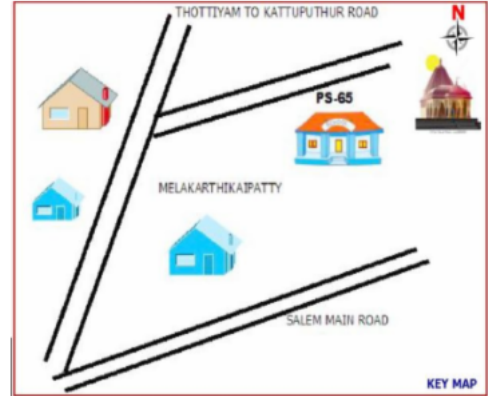 THOTTIYAM TO KATTUPUTHUR ROAD
N
PS-65
MELAKARTHIKAIPATTY
SALEM MAIN ROAD
KEY MAP